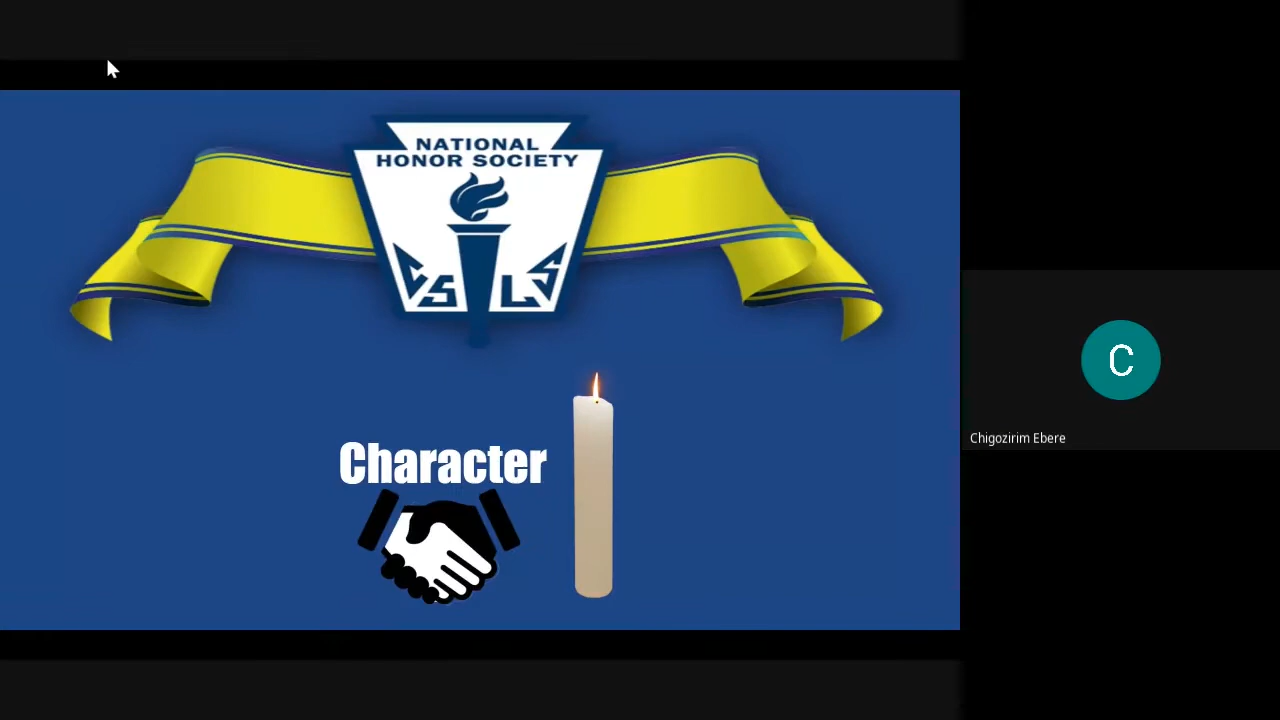 NATIONAL
HONOR SOCIETY
C S L S
Character
C
Chigozirim Ebere